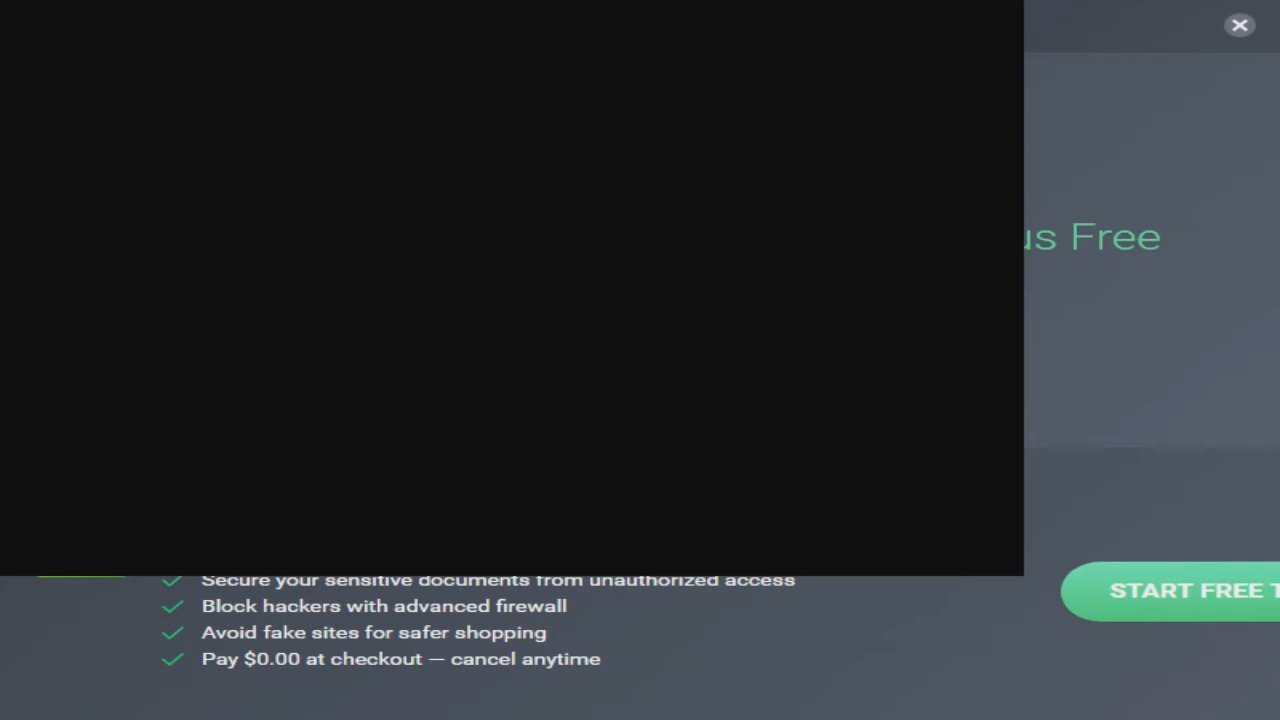 Free
Secure your sensitive documents from unauthorized access
Block hackers with advanced firewall
Avoid fake sites for safer shopping
Pay $0.00 at checkout — cancel anytime
START FREE